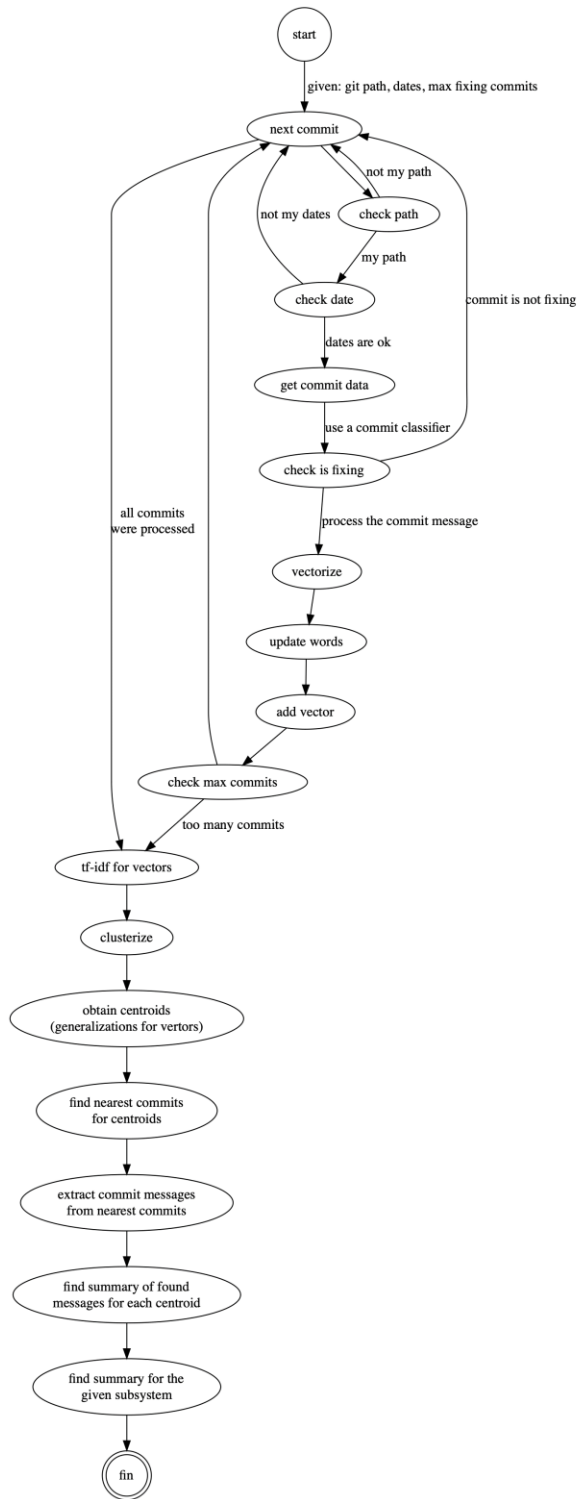 start
given: git path, dates, max fixing commits
next commit
not my path
not my dates
check path
my path
check date
commit is not fixing
dates are ok
get commit data
use a commit classifier
check is fixing
all commits
were processed
process the commit message
vectorize
update words
add vector
check max commits
too many commits
tf-idf for vectors
clusterize
obtain centroids
(generalizations for vertors)
find nearest commits
for centroids
extract commit messages
from nearest commits
find summary of found
messages for each centroid
find summary for the
given subsystem
fin